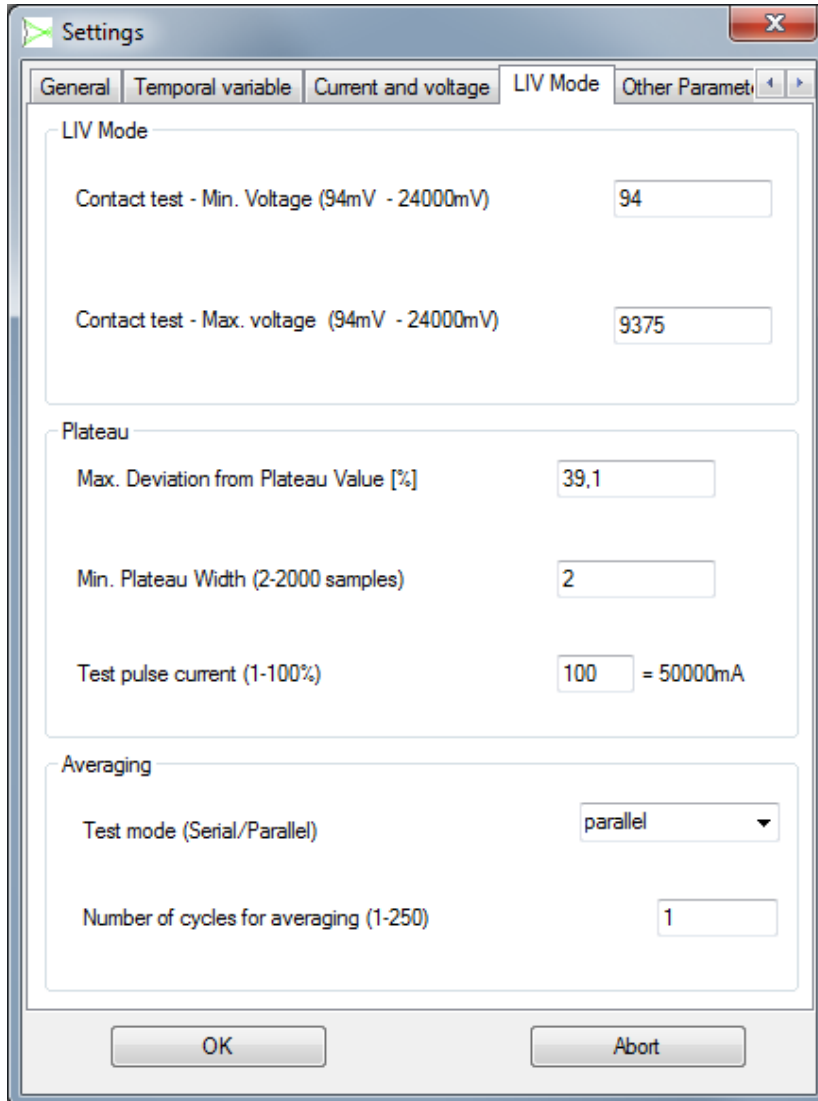 Settings
General Temporal variable Current and voltage LIV Mode Other Paramet
LIV Mode
Contact test - Min. Voltage (94mV - 24000mV) 94
Contact test - Max. voltage (94mV - 24000mV) 9375
Plateau
Max. Deviation from Plateau Value [%] 39,1
Min. Plateau Width (2-2000 samples) 2
Test pulse current (1-100%) 100 = 50000mA
Averaging
Test mode (Serial/Parallel) parallel
Number of cycles for averaging (1-250) 1
OK Abort